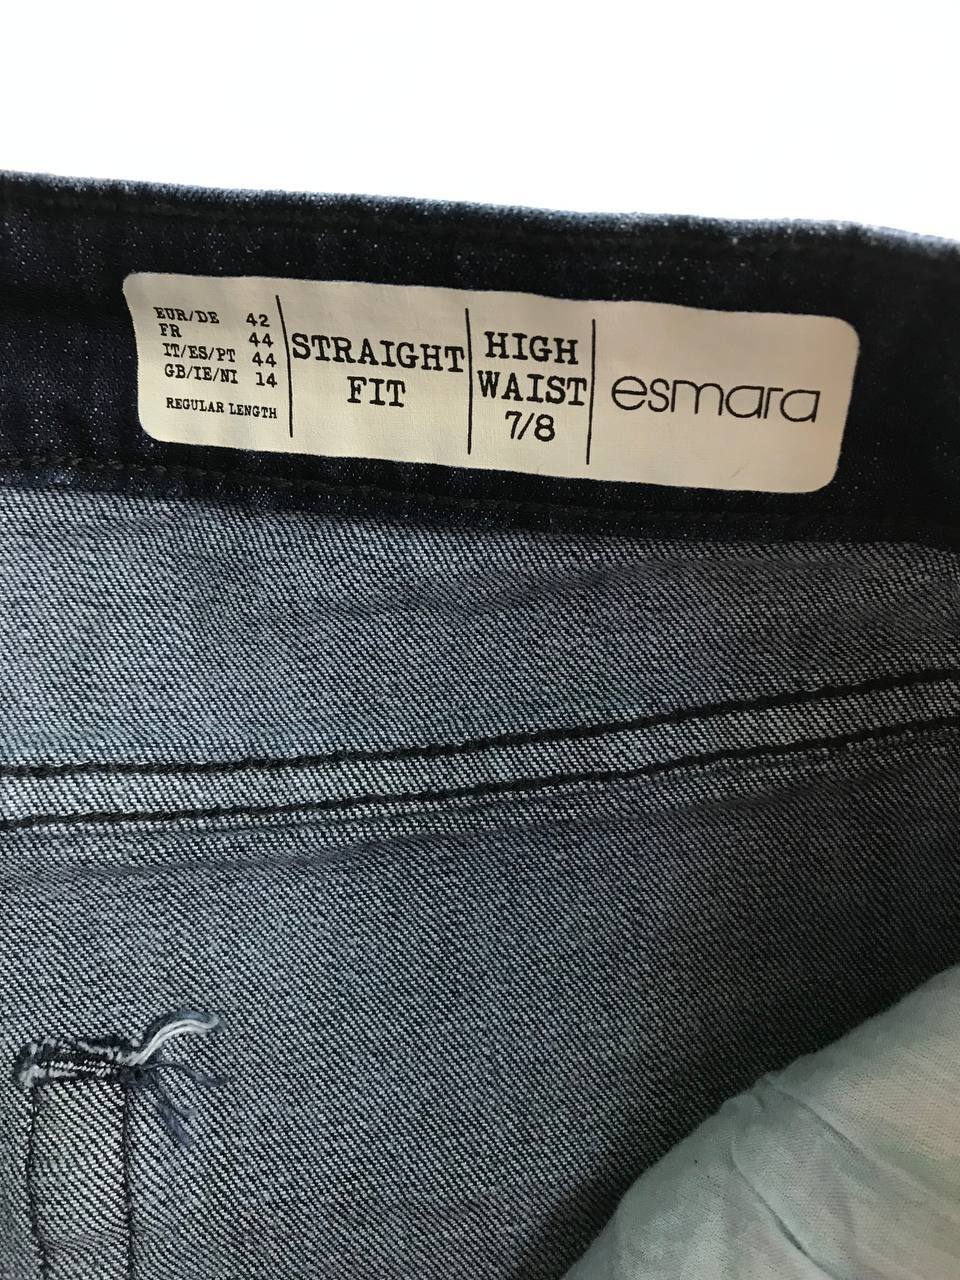 EUR/DE 42
FR 44
IT/ES/PT 44
GB/IE/NI 14
REGULAR LENGTH
STRAIGHT
FIT
HIGH
WAIST
7/8
esmara